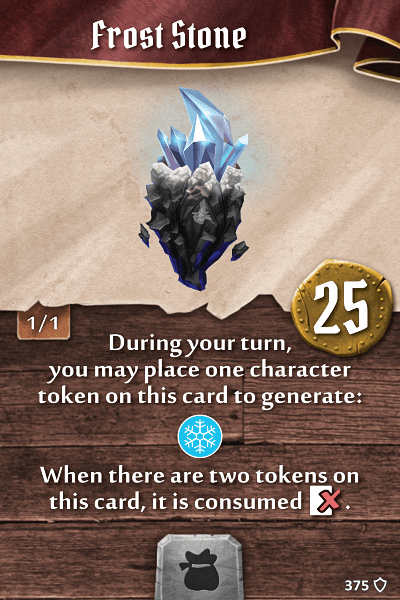 Frost Stone
25
1/1
During your turn,
you may place one character
token on this card to generate:
When there are two tokens on
this card, it is consumed .
375